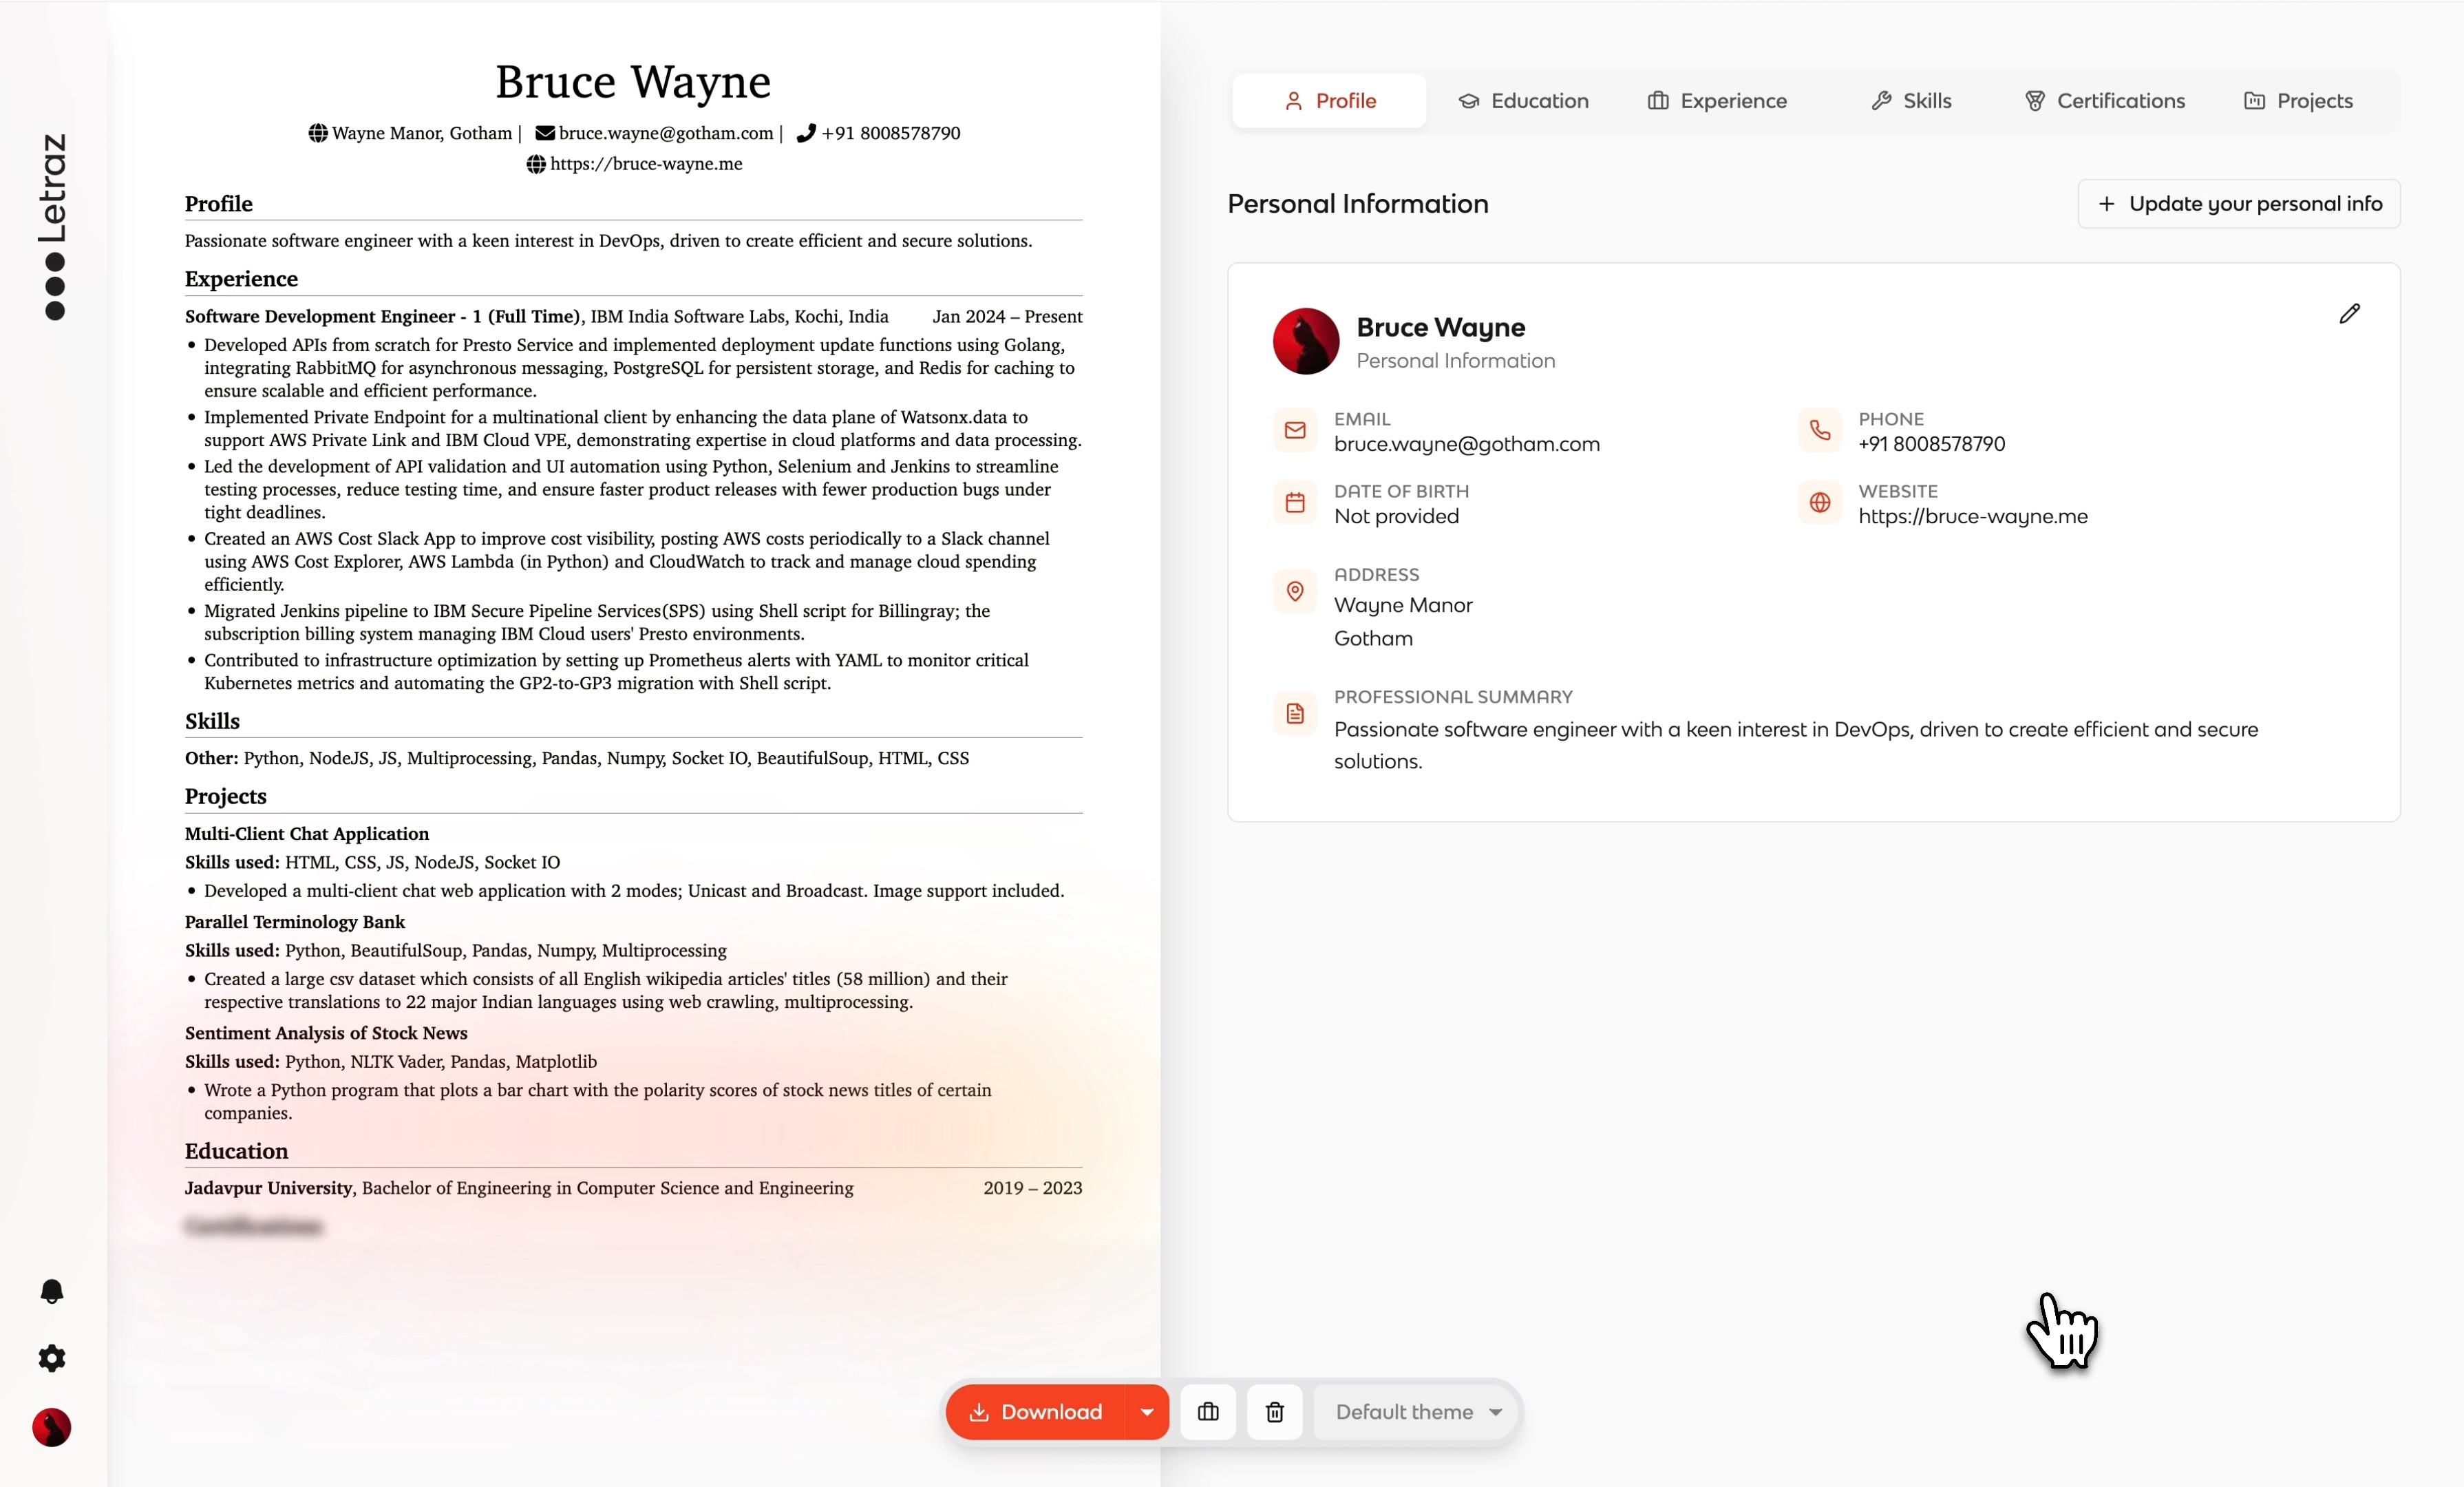 Letraz
Bruce Wayne
Wayne Manor, Gotham | bruce.wayne@gotham.com | +91 8008578790
https://bruce-wayne.me
Profile
Passionate software engineer with a keen interest in DevOps, driven to create efficient and secure solutions.
Experience
Software Development Engineer - 1 (Full Time), IBM India Software Labs, Kochi, India Jan 2024 – Present
• Developed APIs from scratch for Presto Service and implemented deployment update functions using Golang,
integrating RabbitMQ for asynchronous messaging, PostgreSQL for persistent storage, and Redis for caching to
ensure scalable and efficient performance.
• Implemented Private Endpoint for a multinational client by enhancing the data plane of Watsonx.data to
support AWS Private Link and IBM Cloud VPE, demonstrating expertise in cloud platforms and data processing.
• Led the development of API validation and UI automation using Python, Selenium and Jenkins to streamline
testing processes, reduce testing time, and ensure faster product releases with fewer production bugs under
tight deadlines.
• Created an AWS Cost Slack App to improve cost visibility, posting AWS costs periodically to a Slack channel
using AWS Cost Explorer, AWS Lambda (in Python) and CloudWatch to track and manage cloud spending
efficiently.
• Migrated Jenkins pipeline to IBM Secure Pipeline Services(SPS) using Shell script for Billingray; the
subscription billing system managing IBM Cloud users' Presto environments.
• Contributed to infrastructure optimization by setting up Prometheus alerts with YAML to monitor critical
Kubernetes metrics and automating the GP2-to-GP3 migration with Shell script.
Skills
Other: Python, NodeJS, JS, Multiprocessing, Pandas, Numpy, Socket IO, BeautifulSoup, HTML, CSS
Projects
Multi-Client Chat Application
Skills used: HTML, CSS, JS, NodeJS, Socket IO
• Developed a multi-client chat web application with 2 modes; Unicast and Broadcast. Image support included.
Parallel Terminology Bank
Skills used: Python, BeautifulSoup, Pandas, Numpy, Multiprocessing
• Created a large csv dataset which consists of all English wikipedia articles' titles (58 million) and their
respective translations to 22 major Indian languages using web crawling, multiprocessing.
Sentiment Analysis of Stock News
Skills used: Python, NLTK Vader, Pandas, Matplotlib
• Wrote a Python program that plots a bar chart with the polarity scores of stock news titles of certain
companies.
Education
Jadavpur University, Bachelor of Engineering in Computer Science and Engineering 2019 – 2023
Certifications
Profile Education Experience Skills Certifications Projects
Personal Information
Update your personal info
Bruce Wayne
Personal Information
EMAIL
bruce.wayne@gotham.com
PHONE
+91 8008578790
DATE OF BIRTH
Not provided
WEBSITE
https://bruce-wayne.me
ADDRESS
Wayne Manor
Gotham
PROFESSIONAL SUMMARY
Passionate software engineer with a keen interest in DevOps, driven to create efficient and secure
solutions.
Download
Default theme